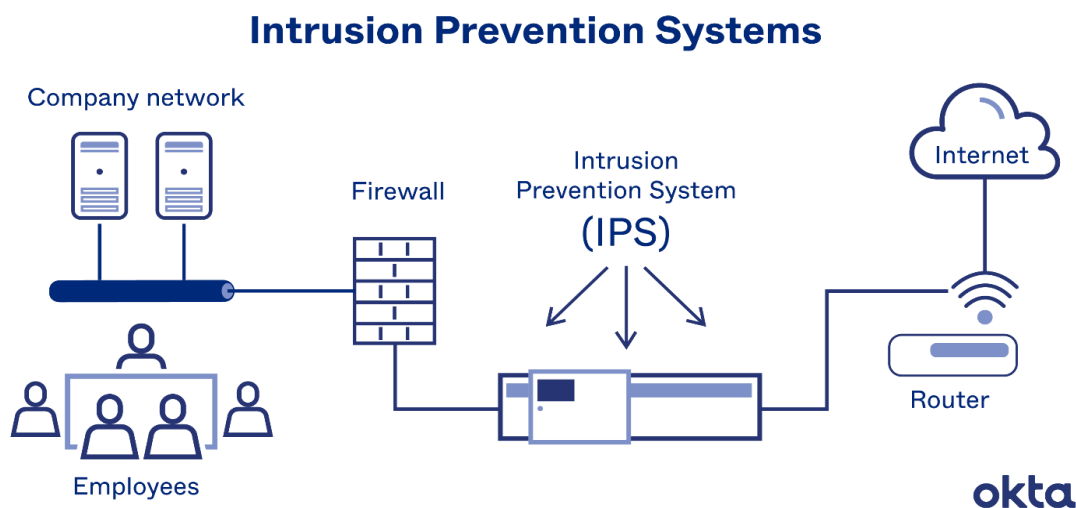 Intrusion Prevention Systems
Company network
Firewall
Intrusion
Prevention System
(IPS)
Internet
Router
Employees
okta